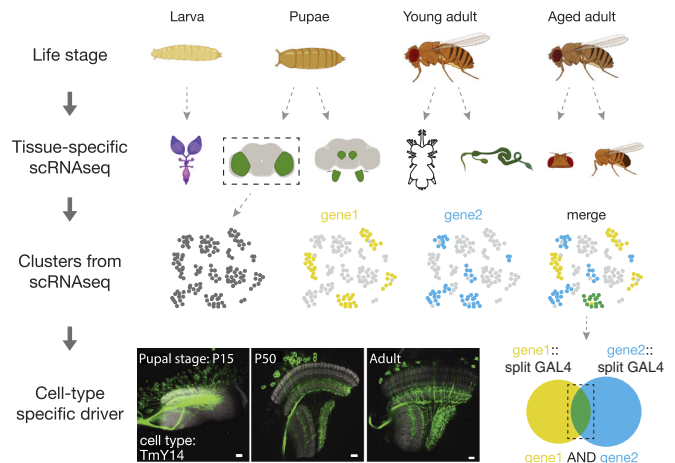 Larva
Pupae
Young adult
Aged adult
Life stage
Tissue-specific
scRNAseq
gene1
gene2
merge
Clusters from
scRNAseq
Pupal stage: P15
P50
Adult
cell type:
TmY14
Cell-type
specific driver
gene1::
split GAL4
gene2::
split GAL4
gene1 AND gene2